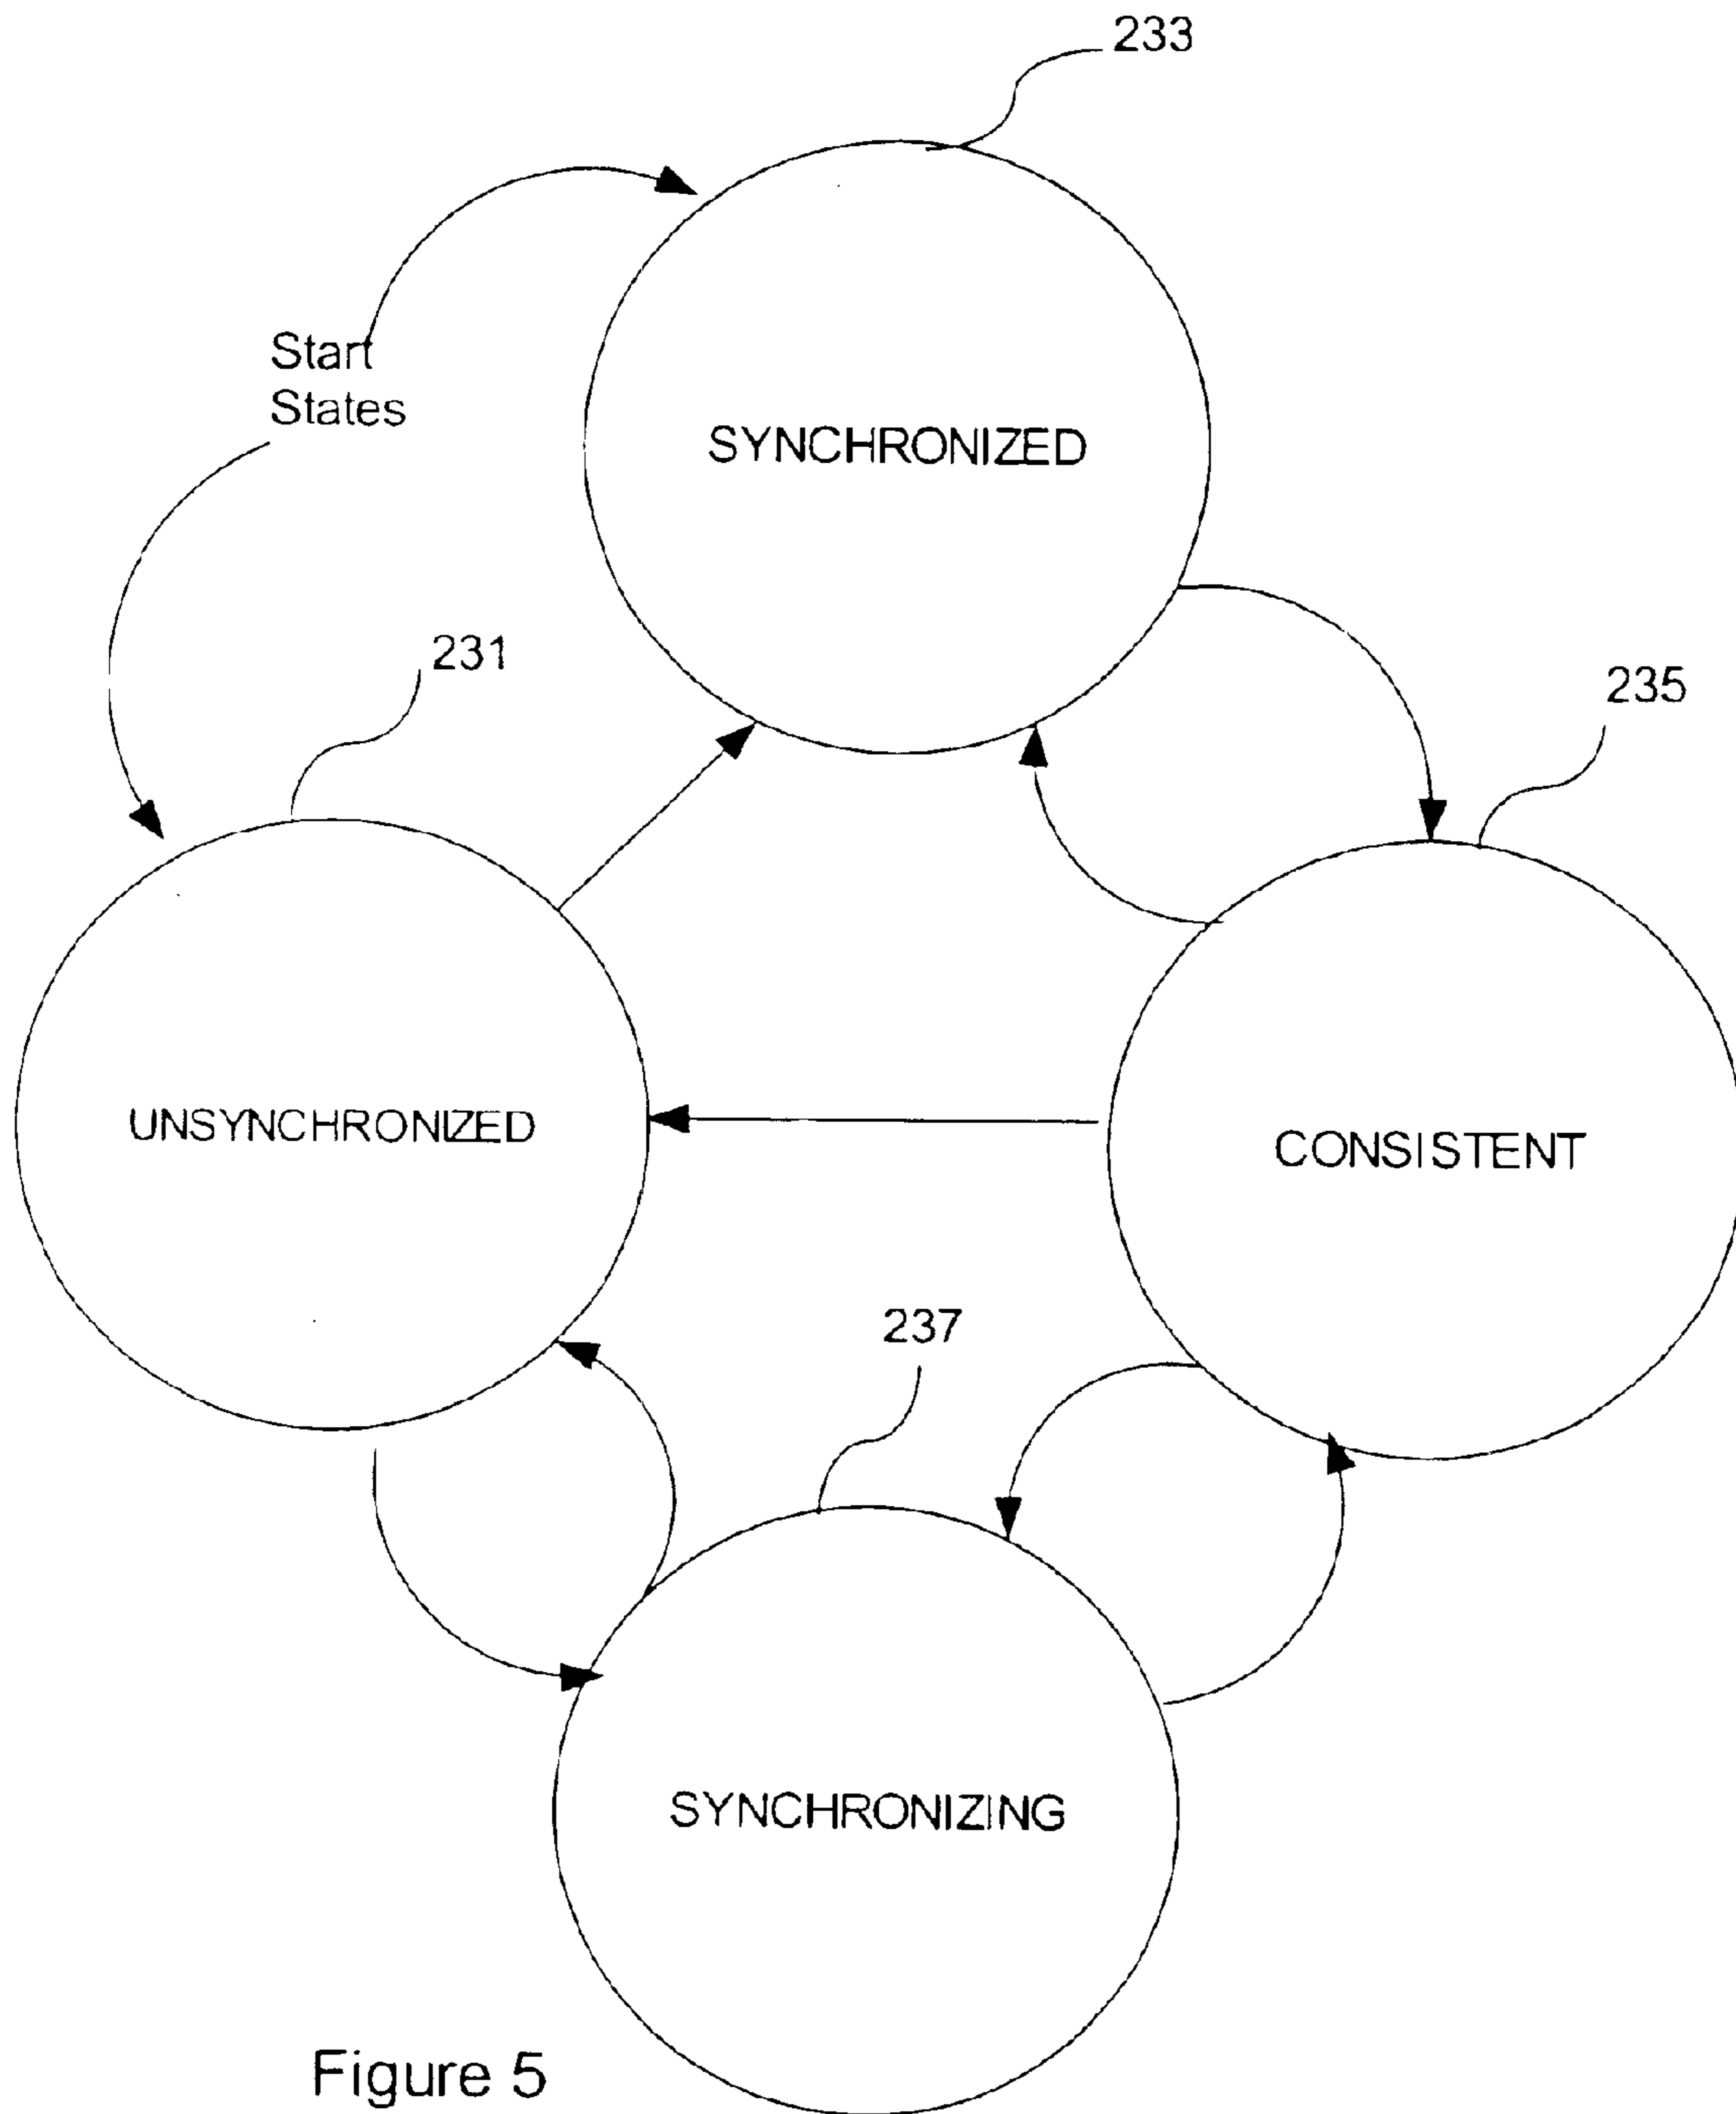 233
Start
States
SYNCHRONIZED
231
235
UNSYNCHRONIZED
CONSISTENT
237
SYNCHRONIZING
Figure 5